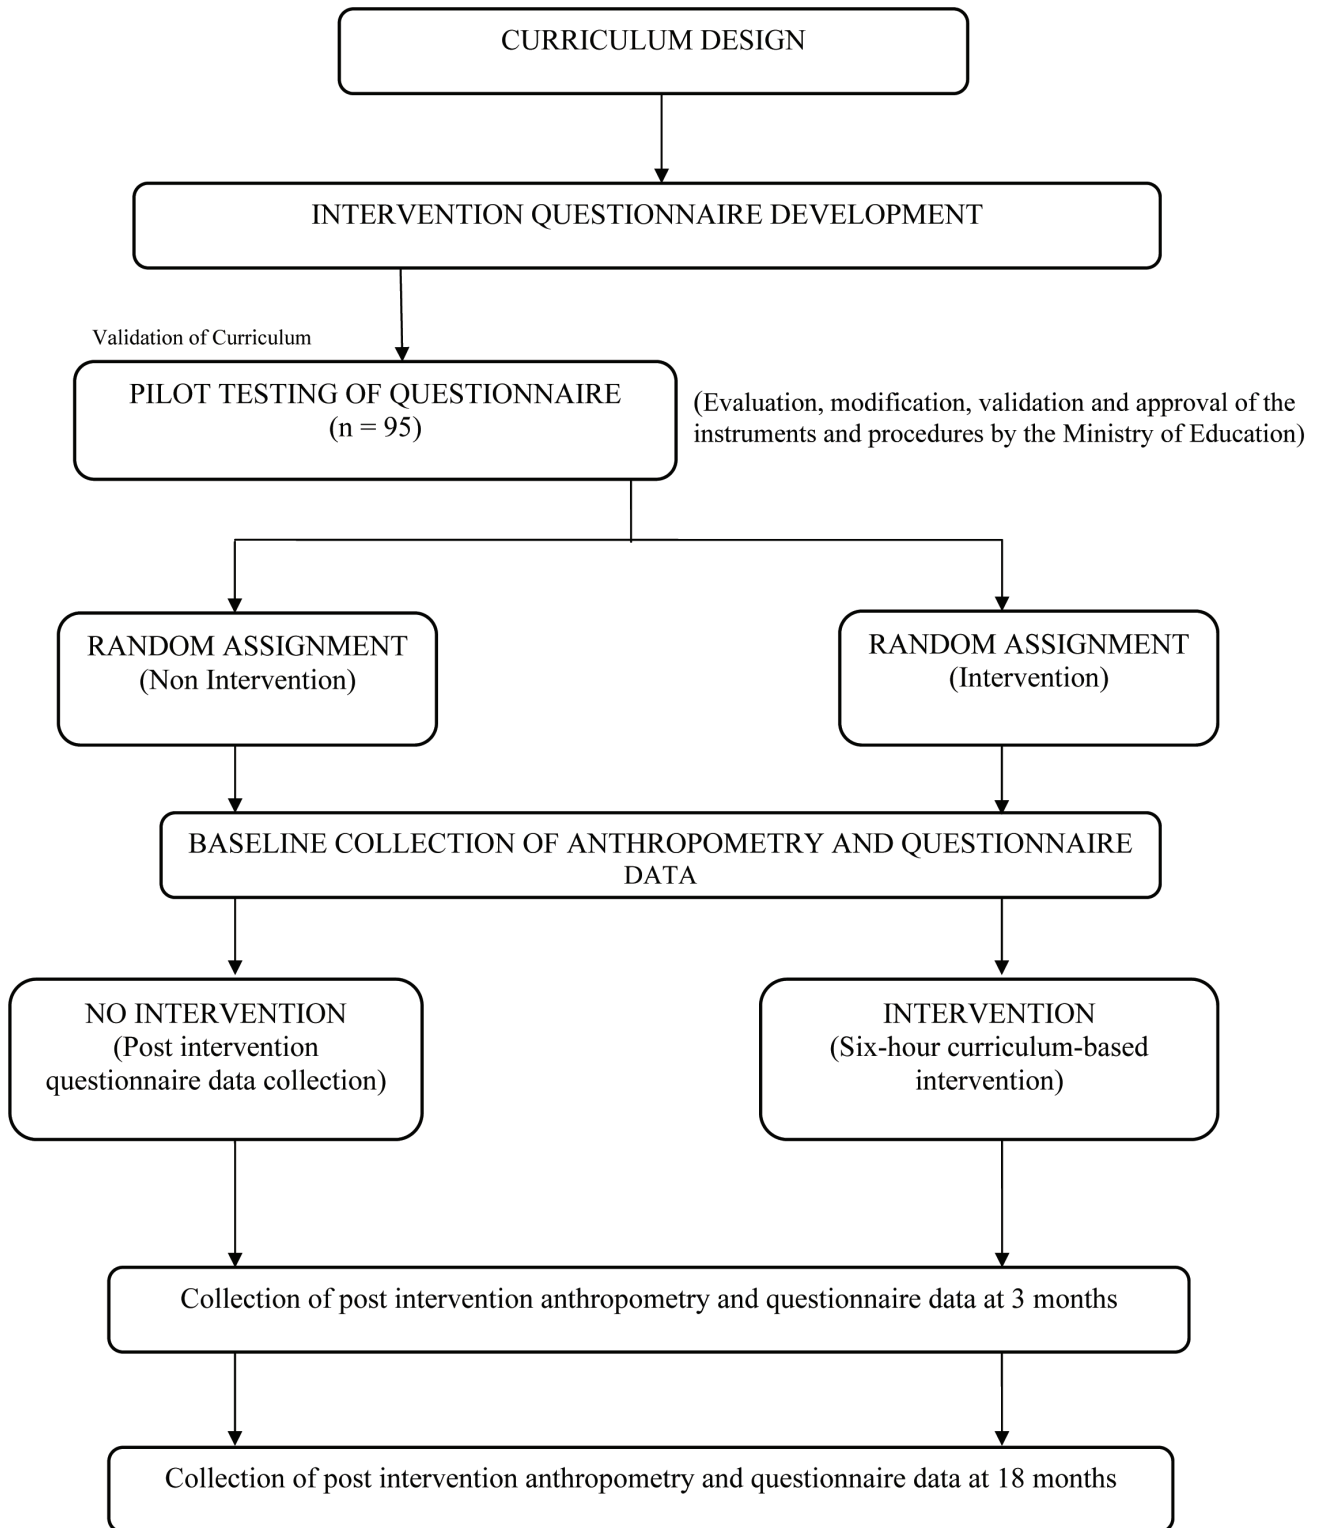 CURRICULUM DESIGN
INTERVENTION QUESTIONNAIRE DEVELOPMENT
Validation of Curriculum
PILOT TESTING OF QUESTIONNAIRE
(n = 95)
(Evaluation, modification, validation and approval of the
instruments and procedures by the Ministry of Education)
RANDOM ASSIGNMENT
(Non Intervention)
RANDOM ASSIGNMENT
(Intervention)
BASELINE COLLECTION OF ANTHROPOMETRY AND QUESTIONNAIRE
DATA
NO INTERVENTION
(Post intervention
questionnaire data collection)
INTERVENTION
(Six-hour curriculum-based
intervention)
Collection of post intervention anthropometry and questionnaire data at 3 months
Collection of post intervention anthropometry and questionnaire data at 18 months